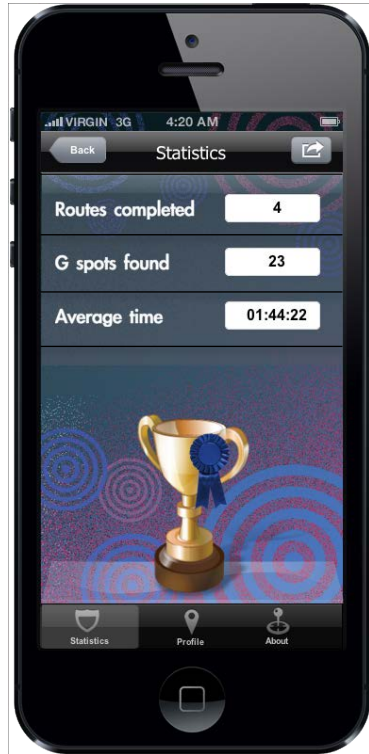 VIRGIN 3G 4:20 AM
Back Statistics
Routes completed 4
G spots found 23
Average time 01:44:22
Statistics Profile About